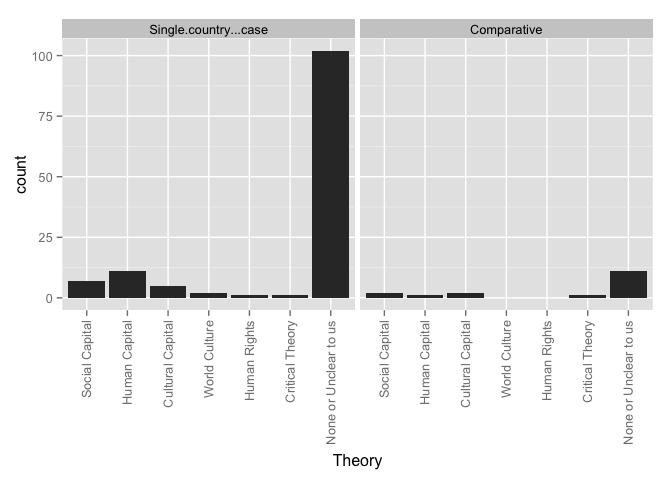 Single.country...case
Comparative
100
75
50
25
0
count
Social Capital
Human Capital
Cultural Capital
World Culture
Human Rights
Critical Theory
None or Unclear to us
Social Capital
Human Capital
Cultural Capital
World Culture
Human Rights
Critical Theory
None or Unclear to us
Theory